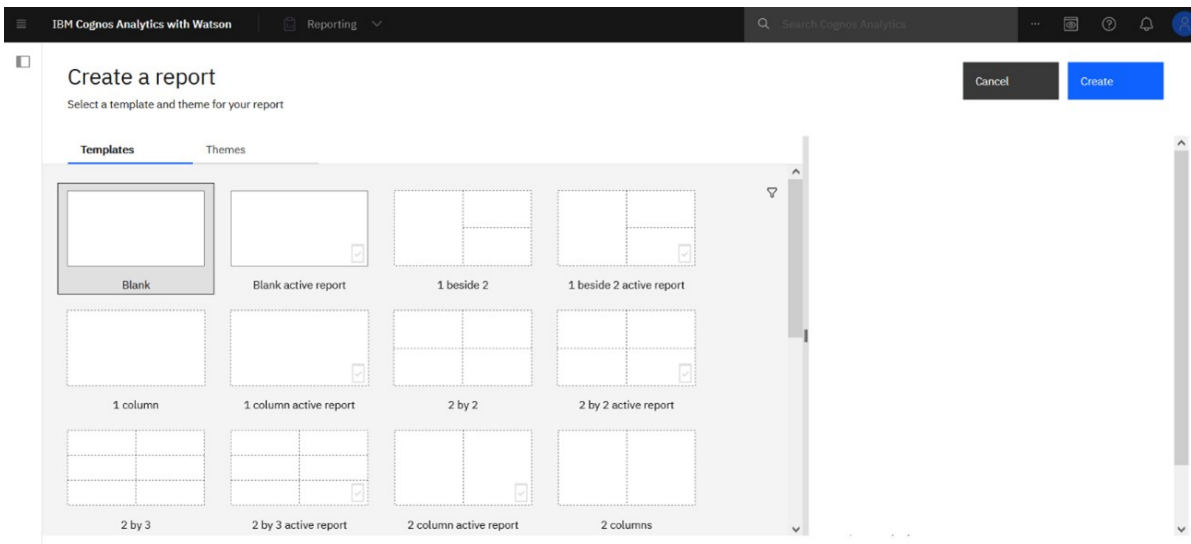 IBM Cognos Analytics with Watson
Reporting
Search Cognos Analytics
Create a report
Select a template and theme for your report
Cancel
Create
Templates
Themes
Blank
Blank active report
1 beside 2
1 beside 2 active report
1 column
1 column active report
2 by 2
2 by 2 active report
2 by 3
2 by 3 active report
2 column active report
2 columns